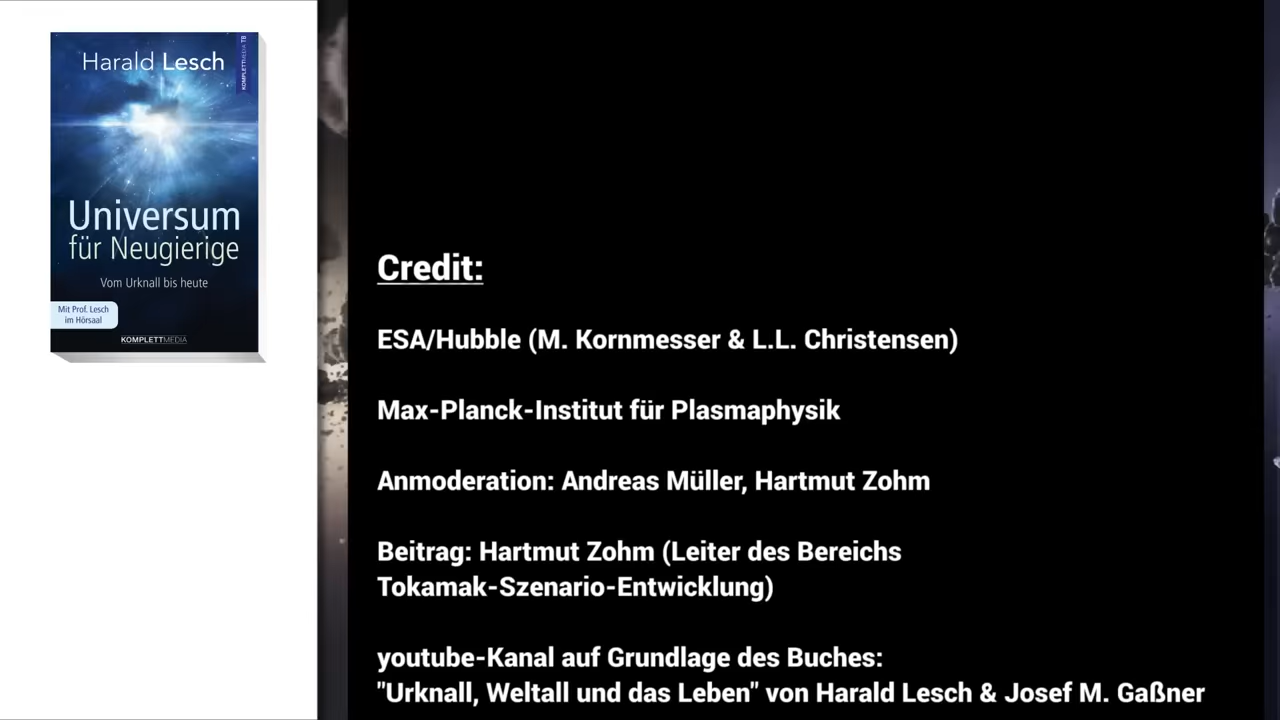 Harald Lesch
KOMPLETTMEDIA TB
Universum
für Neugierige
Vom Urknall bis heute
Mit Prof. Lesch
im Hörsaal
KOMPLETTMEDIA
Credit:
ESA/Hubble (M. Kornmesser & L.L. Christensen)
Max-Planck-Institut für Plasmaphysik
Anmoderation: Andreas Müller, Hartmut Zohm
Beitrag: Hartmut Zohm (Leiter des Bereichs
Tokamak-Szenario-Entwicklung)
youtube-Kanal auf Grundlage des Buches:
"Urknall, Weltall und das Leben" von Harald Lesch & Josef M. Gaßner